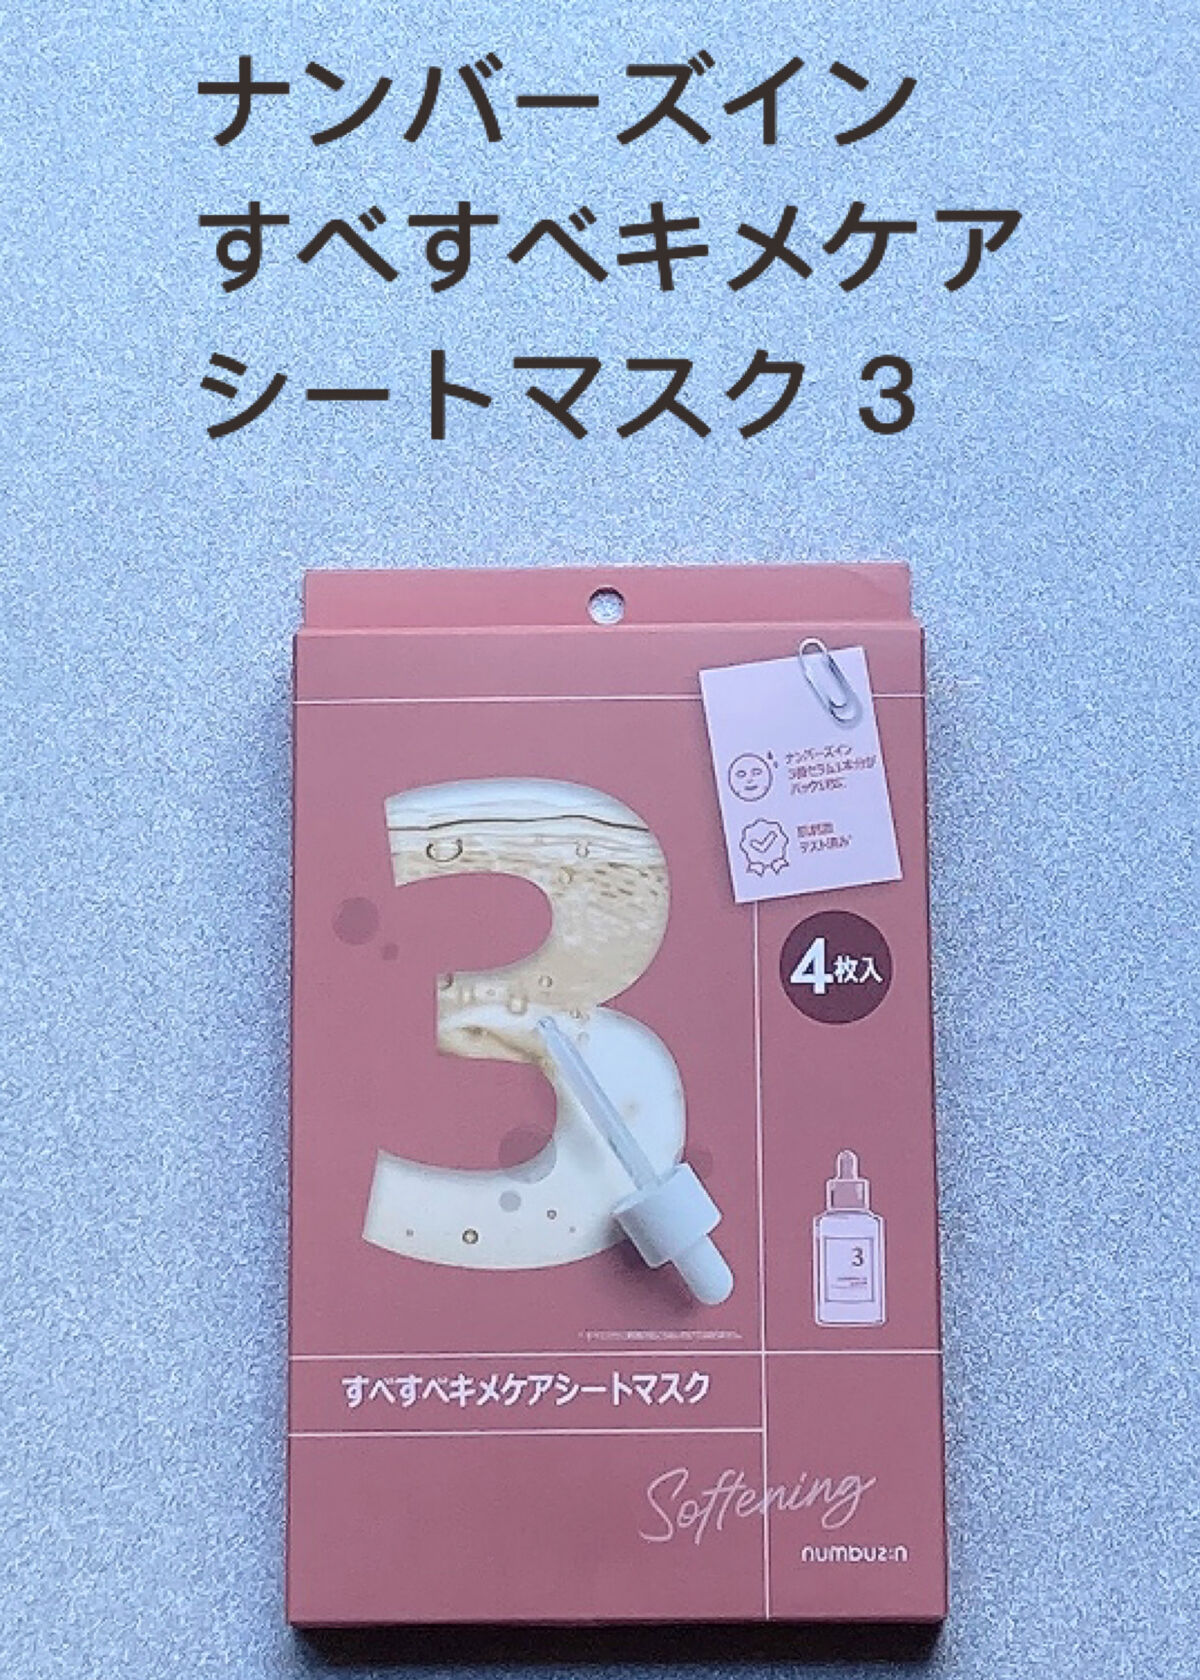 ナンバーズイン
すべすべキメケア
シートマスク 3
ナンバーズイン
3番セラム1本分が
パック1枚に
肌刺激
テスト済み*
4枚入
3
すべすべキメケアシートマスク
Softening
numbuz:n